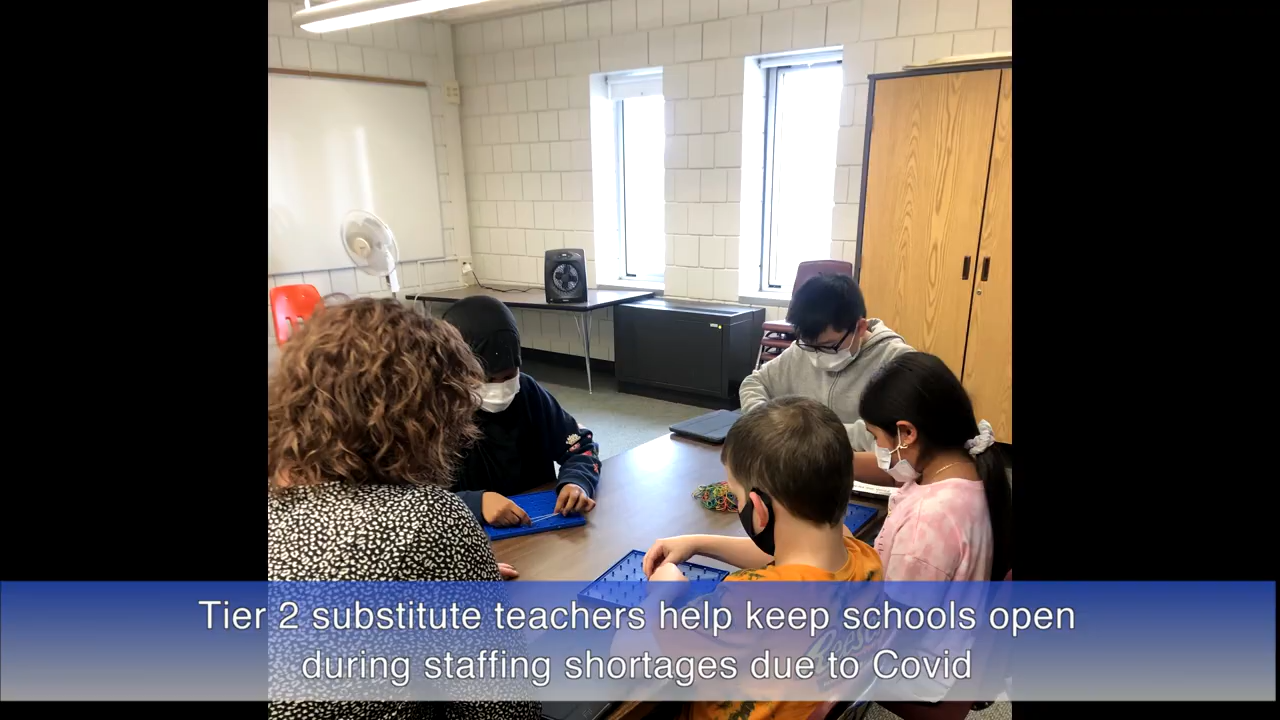 Tier 2 substitute teachers help keep schools open
during staffing shortages due to Covid